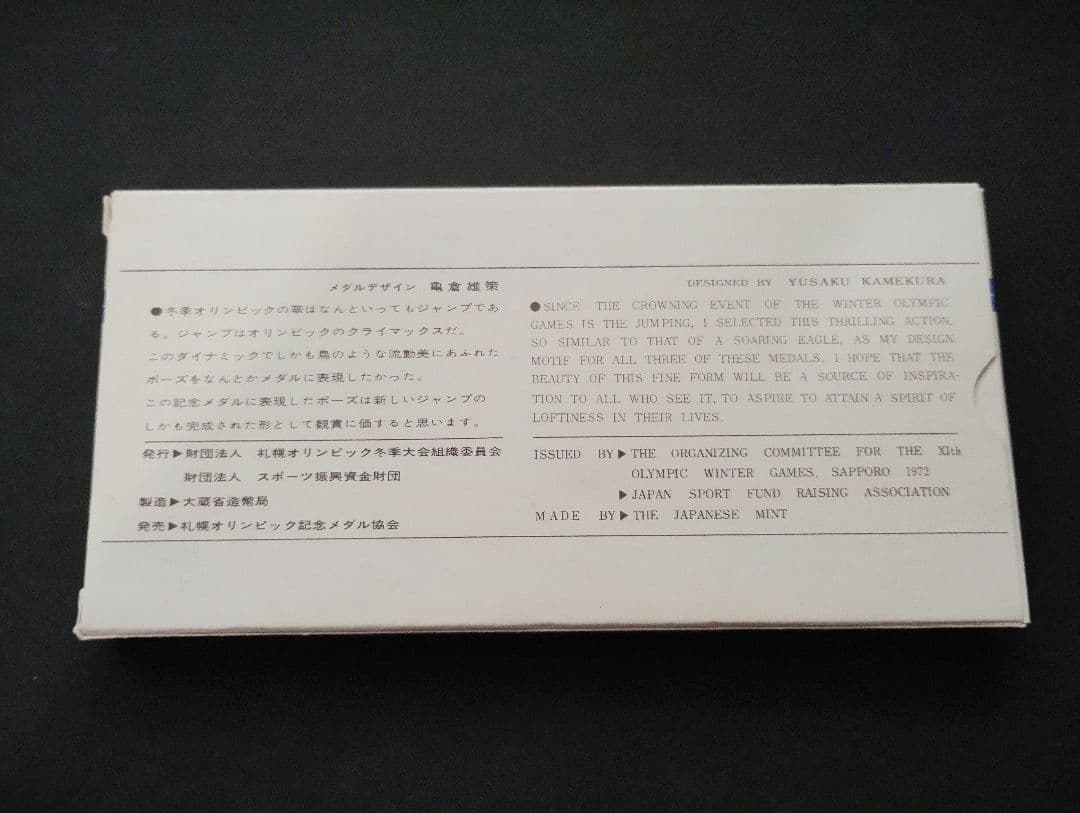 メダルデザイン 亀倉雄策
●冬季オリンピックの華はなんといってもジャンプであ
る。ジャンプはオリンピックのクライマックスだ。
このダイナミックでしかも鳥のような流動美にあふれた
ポーズをなんとかメダルに表現したかった。
この記念メダルに表現したポーズは新しいジャンプの
しかも完成された形として観賞に価すると思います。
発行▶財団法人 札幌オリンピック冬季大会組織委員会
財団法人 スポーツ振興資金財団
製造▶大蔵省造幣局
発売▶札幌オリンピック記念メダル協会
DESIGNED BY YUSAKU KAMEKURA
●SINCE THE CROWNING EVENT OF THE WINTER OLYMPIC
GAMES IS THE JUMPING, I SELECTED THIS THRILLING ACTION,
SO SIMILAR TO THAT OF A SOARING EAGLE, AS MY DESIGN
MOTIF FOR ALL THREE OF THESE MEDALS. I HOPE THAT THE
BEAUTY OF THIS FINE FORM WILL BE A SOURCE OF INSPIRA-
TION TO ALL WHO SEE IT, TO ASPIRE TO ATTAIN A SPIRIT OF
LOFTINESS IN THEIR LIVES.
ISSUED BY▶THE ORGANIZING COMMITTEE FOR THE XIth
OLYMPIC WINTER GAMES, SAPPORO 1972
▶JAPAN SPORT FUND RAISING ASSOCIATION
MADE BY▶THE JAPANESE MINT